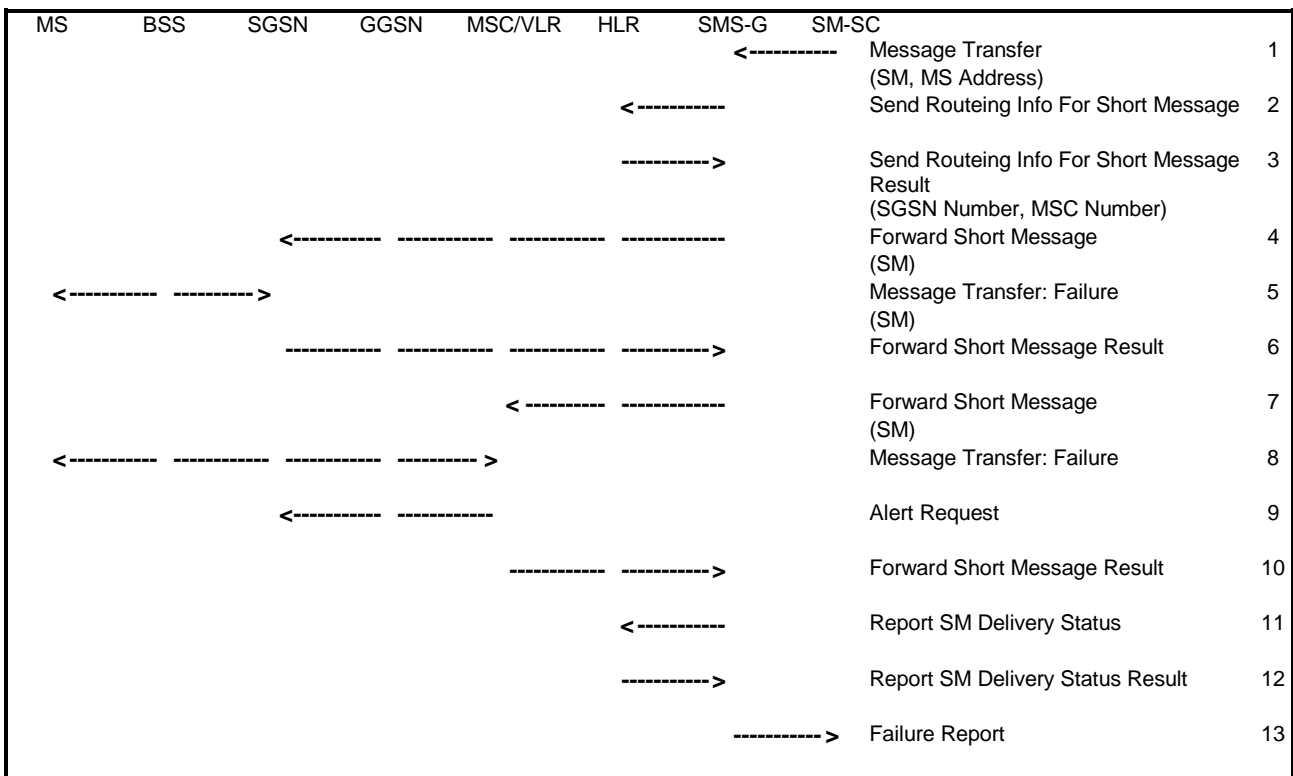 MS BSS SGSN GGSN MSC/VLR HLR SMS-G SM-SC
Message Transfer 1
(SM, MS Address)
Send Routeing Info For Short Message 2
Send Routeing Info For Short Message 3
Result
(SGSN Number, MSC Number)
Forward Short Message 4
(SM)
Message Transfer: Failure 5
(SM)
Forward Short Message Result 6
Forward Short Message 7
(SM)
Message Transfer: Failure 8
Alert Request 9
Forward Short Message Result 10
Report SM Delivery Status 11
Report SM Delivery Status Result 12
Failure Report 13